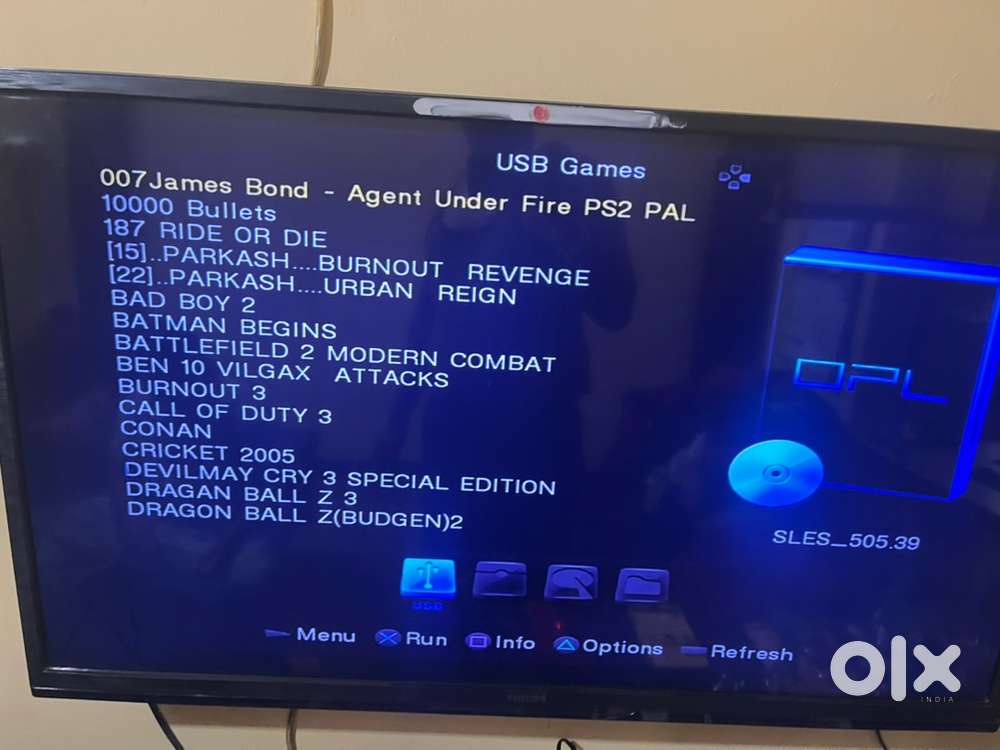 USB Games
007James Bond - Agent Under Fire PS2 PAL
10000 Bullets
187 RIDE OR DIE
[15]..PARKASH....BURNOUT REVENGE
[22]..PARKASH....URBAN REIGN
BAD BOY 2
BATMAN BEGINS
BATTLEFIELD 2 MODERN COMBAT
BEN 10 VILGAX ATTACKS
BURNOUT 3
CALL OF DUTY 3
CONAN
CRICKET 2005
DEVILMAY CRY 3 SPECIAL EDITION
DRAGAN BALL Z 3
DRAGON BALL Z(BUDGEN)2
OPL
SLES_505.39
USB
Menu Run Info Options Refresh
olx
INDIA